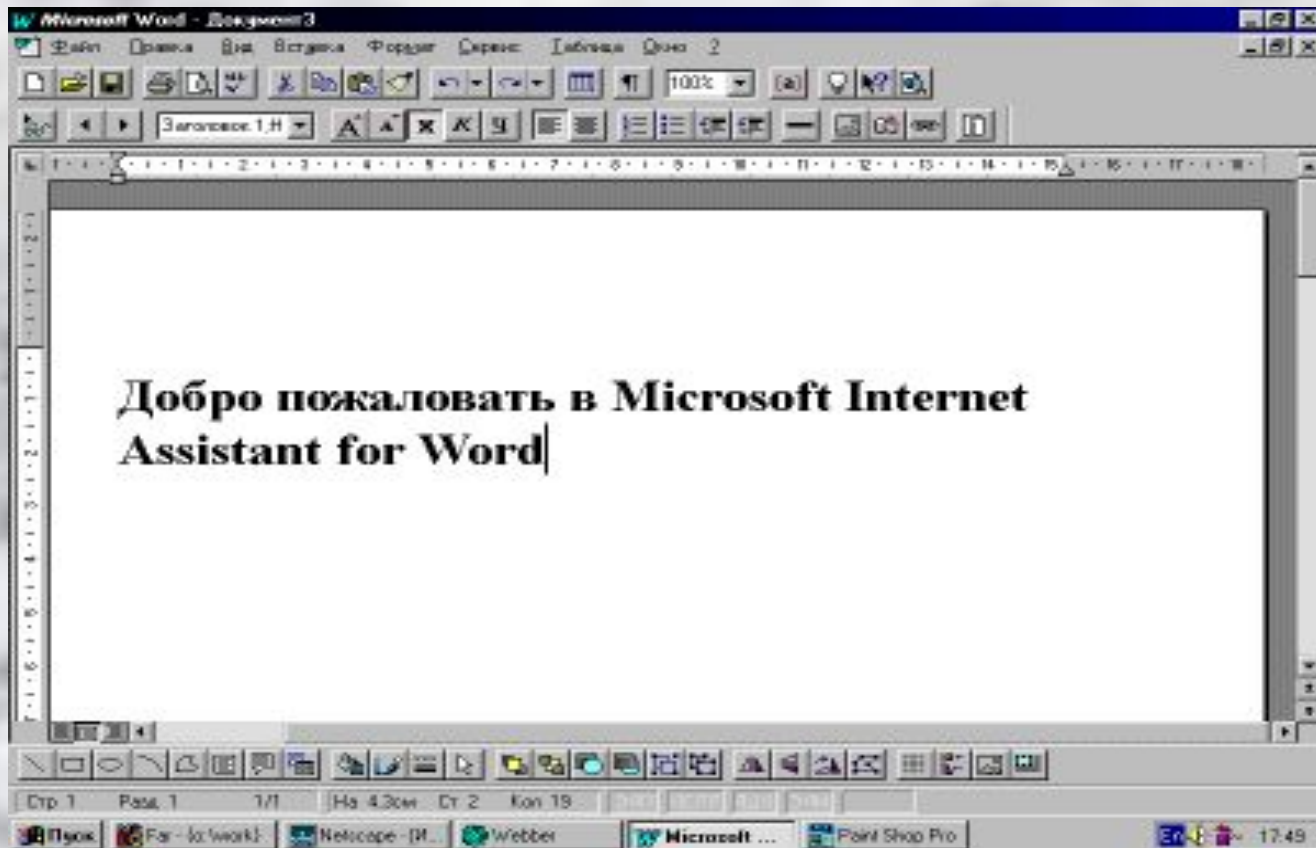 Microsoft Word - Документ3
Файл Правка Вид Вставка Формат Сервис Таблица Окно ?
100%
Заголовок 1,H Ж К Ч
Добро пожаловать в Microsoft Internet
Assistant for Word
Стр 1 Разд 1 1/1 На 4.3см Ст 2 Кол 19
Пуск Far - Netscape - [И... Webber Microsoft ... Paint Shop Pro En 17:49